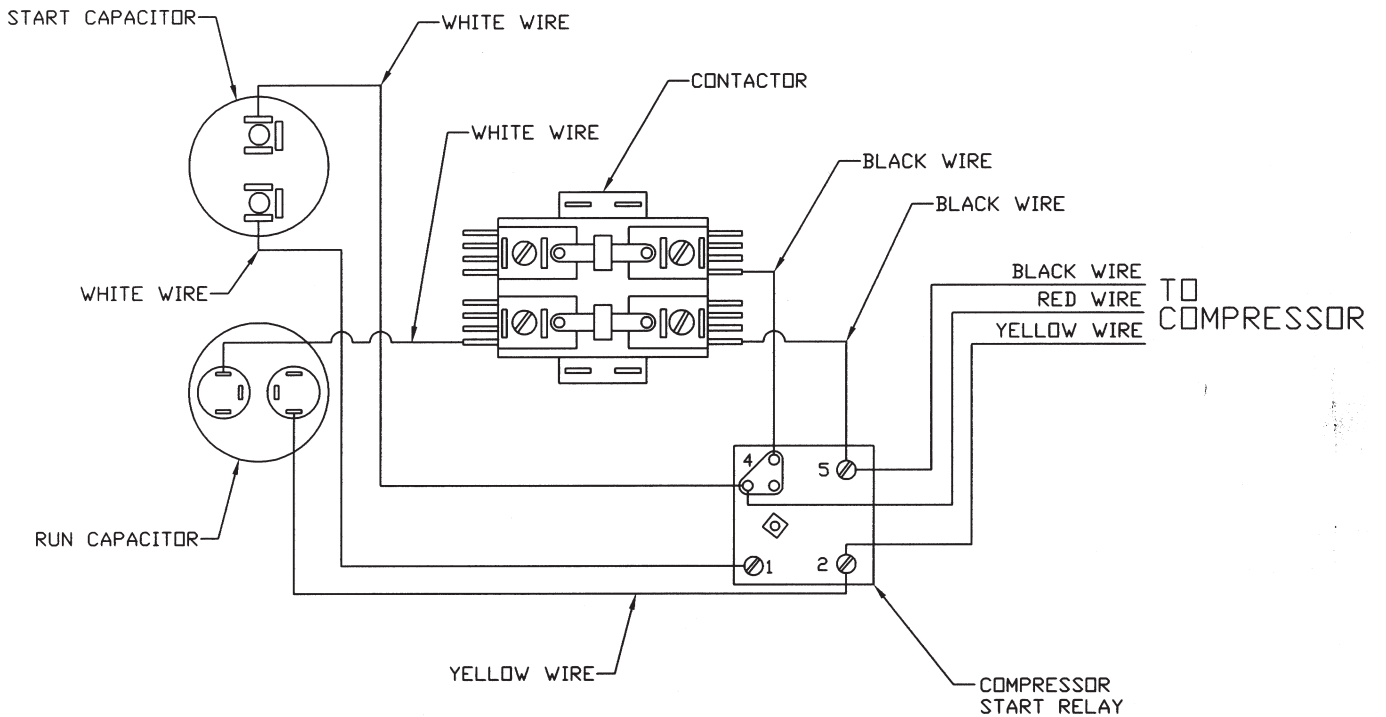 START CAPACITOR
WHITE WIRE
CONTACTOR
WHITE WIRE
BLACK WIRE
BLACK WIRE
BLACK WIRE
RED WIRE
YELLOW WIRE
TO
COMPRESSOR
WHITE WIRE
4
5
RUN CAPACITOR
1
2
YELLOW WIRE
COMPRESSOR
START RELAY